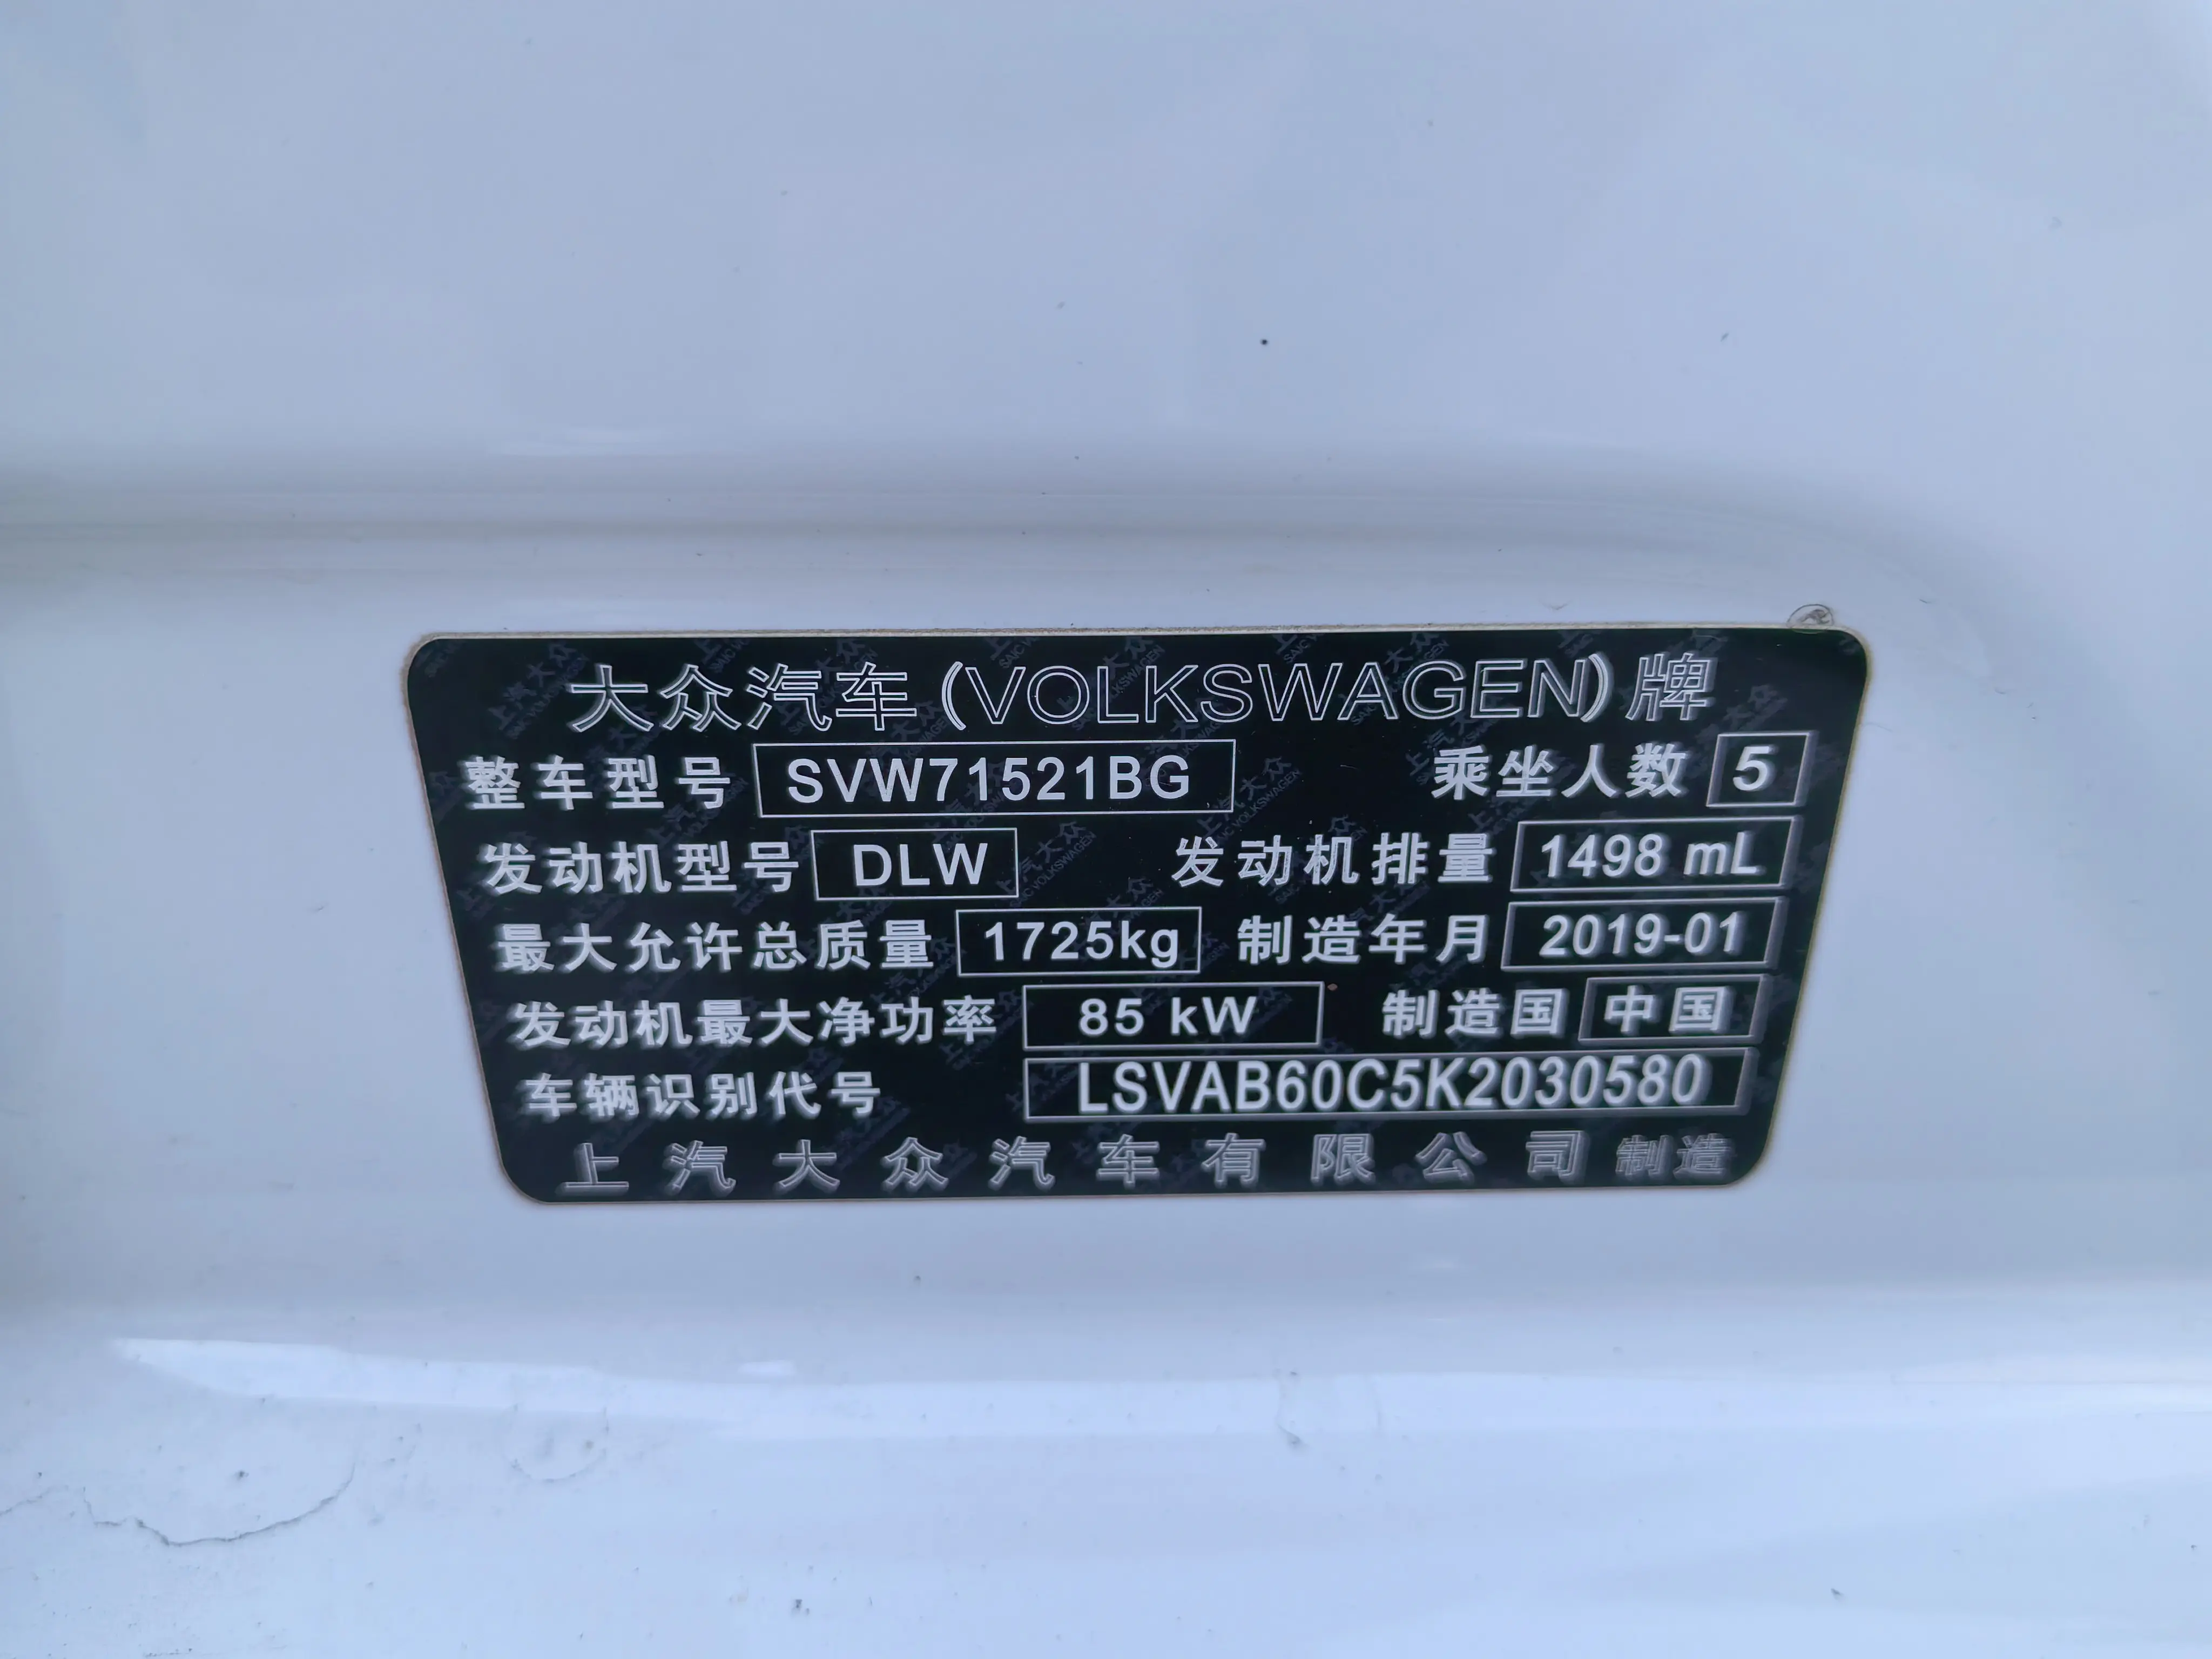 大众汽车(VOLKSWAGEN)牌
整车型号 SVW71521BG 乘坐人数 5
发动机型号 DLW 发动机排量 1498 mL
最大允许总质量 1725kg 制造年月 2019-01
发动机最大净功率 85 kW 制造国 中国
车辆识别代号 LSVAB60C5K2030580
上汽大众汽车有限公司 制造